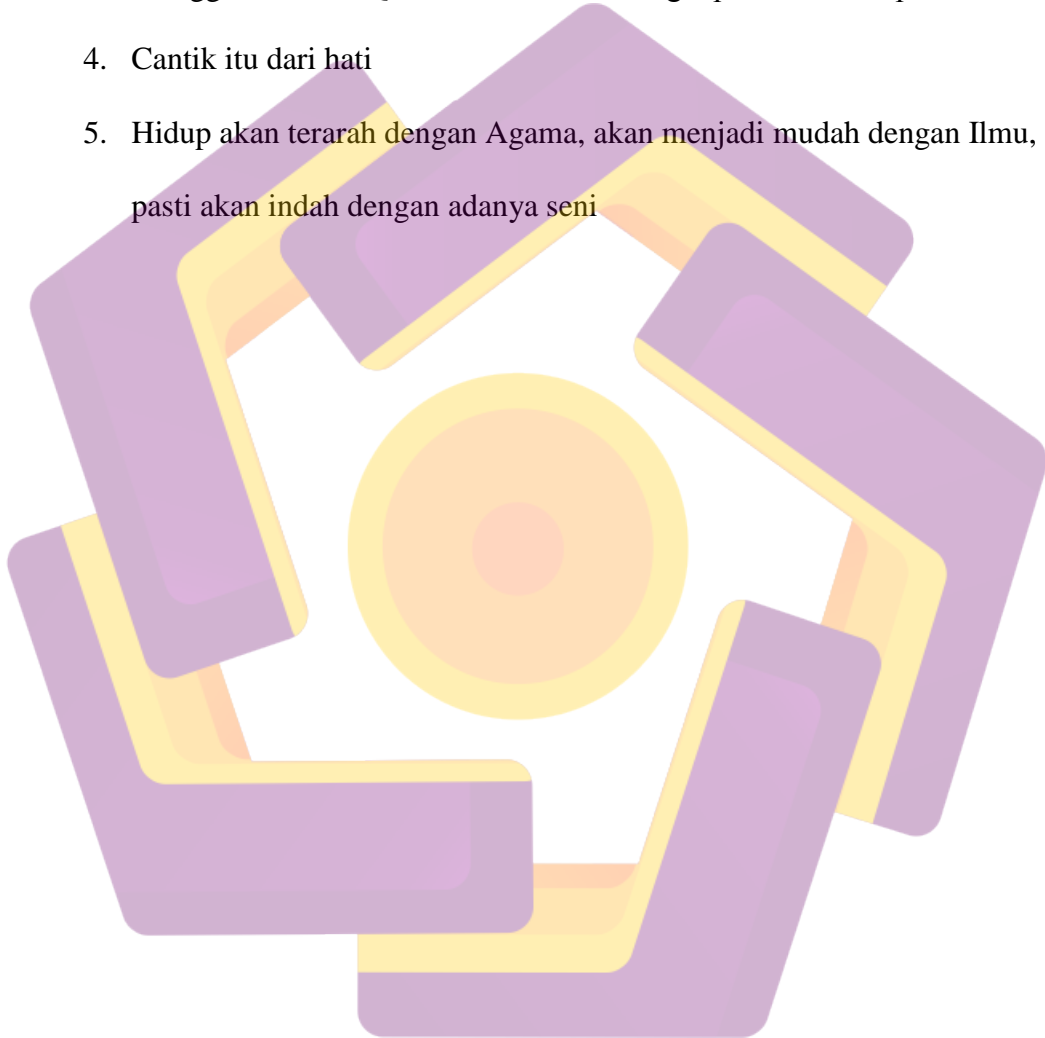 4. Cantik itu dari hati
5. Hidup akan terarah dengan Agama, akan menjadi mudah dengan Ilmu,
pasti akan indah dengan adanya seni